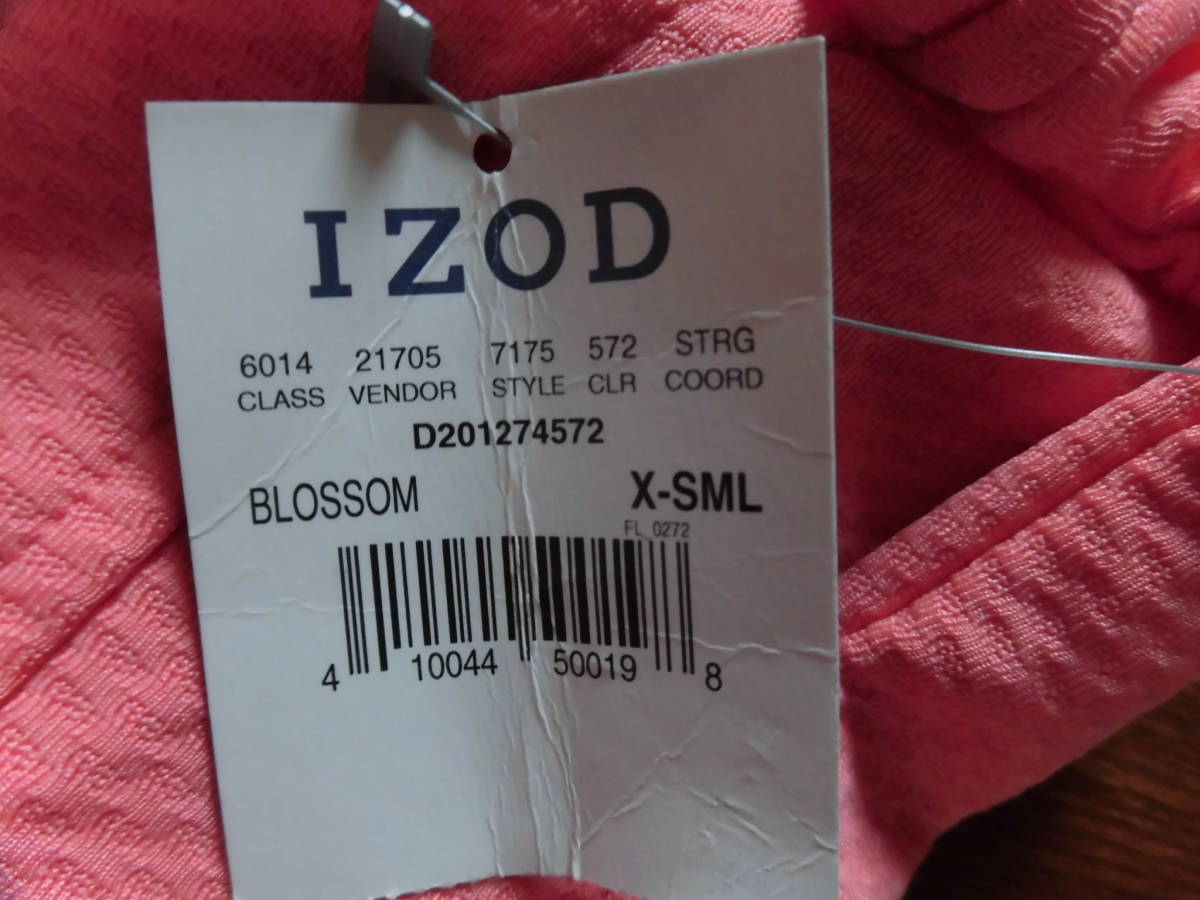 IZOD
6014 21705 7175 572 STRG
CLASS VENDOR STYLE CLR COORD
D201274572
BLOSSOM X-SML
FL 0272
4 10044 50019 8